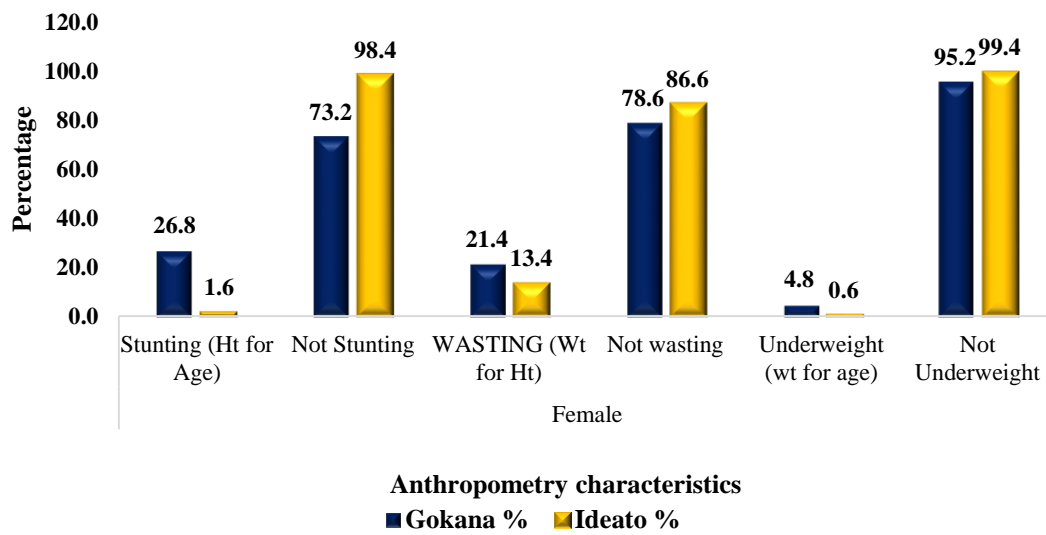 120.0
100.0
80.0
60.0
40.0
20.0
0.0
Percentage
26.8
1.6
73.2
98.4
21.4
13.4
78.6
86.6
4.8
0.6
95.2
99.4
Stunting (Ht for
Age)
Not Stunting
WASTING (Wt
for Ht)
Not wasting
Underweight
(wt for age)
Not
Underweight
Female
Anthropometry characteristics
Gokana % Ideato %